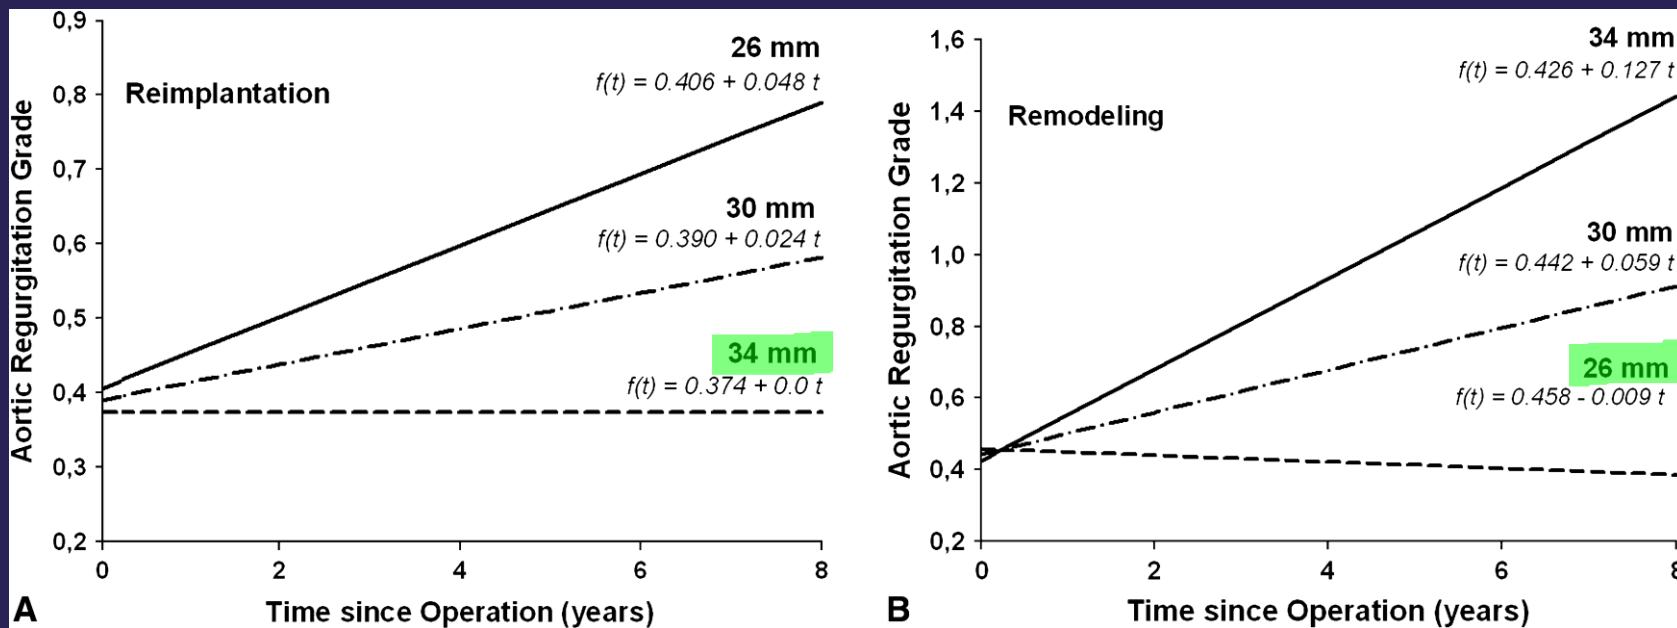 0,9
0,8
0,7
0,6
0,5
0,4
0,3
0,2
Aortic Regurgitation Grade
Reimplantation
26 mm
f(t) = 0.406 + 0.048 t
30 mm
f(t) = 0.390 + 0.024 t
34 mm
f(t) = 0.374 + 0.0 t
0 2 4 6 8
Time since Operation (years)
A
1,6
1,4
1,2
1,0
0,8
0,6
0,4
0,2
Aortic Regurgitation Grade
Remodeling
34 mm
f(t) = 0.426 + 0.127 t
30 mm
f(t) = 0.442 + 0.059 t
26 mm
f(t) = 0.458 - 0.009 t
0 2 4 6 8
Time since Operation (years)
B